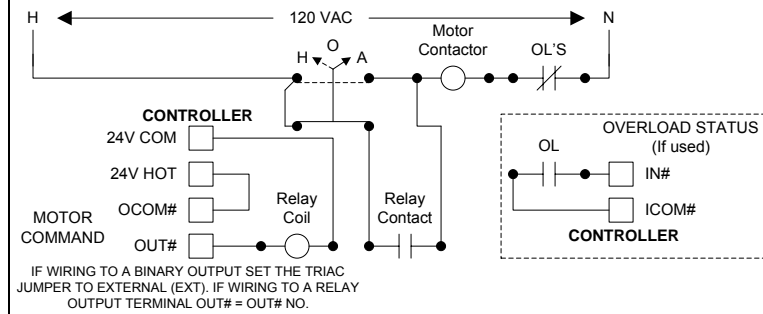 H 120 VAC N
Motor
Contactor
OL'S
O
H A
CONTROLLER
24V COM
24V HOT
OCOM#
MOTOR
COMMAND
OUT#
Relay
Coil
Relay
Contact
IF WIRING TO A BINARY OUTPUT SET THE TRIAC
JUMPER TO EXTERNAL (EXT). IF WIRING TO A RELAY
OUTPUT TERMINAL OUT# = OUT# NO.
OVERLOAD STATUS
(If used)
OL
IN#
ICOM#
CONTROLLER